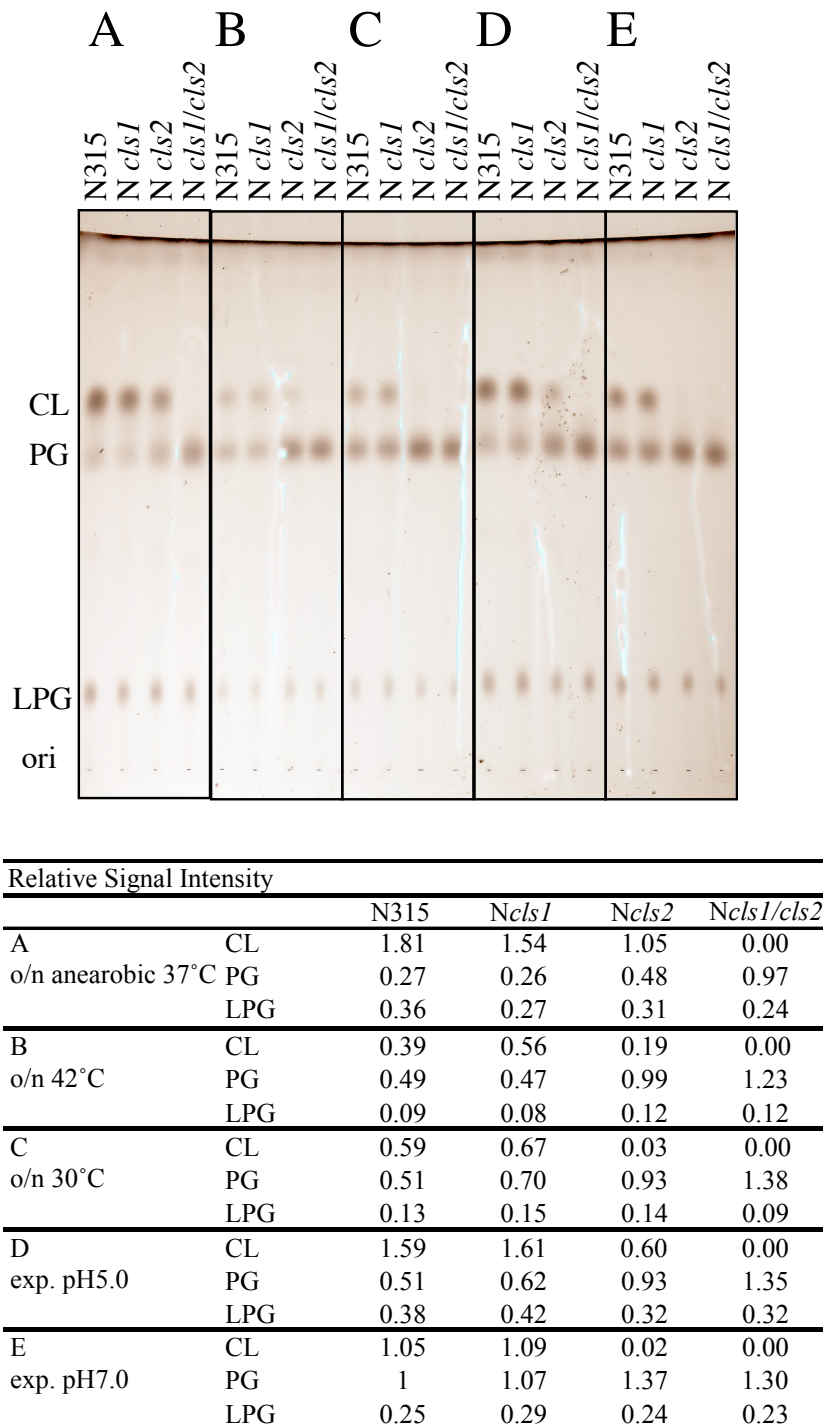 A B C D E
N315 N cls1 N cls2 N cls1/cls2 N315 N cls1 N cls2 N cls1/cls2 N315 N cls1 N cls2 N cls1/cls2 N315 N cls1 N cls2 N cls1/cls2 N315 N cls1 N cls2 N cls1/cls2
CL
PG
LPG
ori
Relative Signal Intensity
N315 Ncls1 Ncls2 Ncls1/cls2
A CL 1.81 1.54 1.05 0.00
o/n anearobic 37˚C PG 0.27 0.26 0.48 0.97
LPG 0.36 0.27 0.31 0.24
B CL 0.39 0.56 0.19 0.00
o/n 42˚C PG 0.49 0.47 0.99 1.23
LPG 0.09 0.08 0.12 0.12
C CL 0.59 0.67 0.03 0.00
o/n 30˚C PG 0.51 0.70 0.93 1.38
LPG 0.13 0.15 0.14 0.09
D CL 1.59 1.61 0.60 0.00
exp. pH5.0 PG 0.51 0.62 0.93 1.35
LPG 0.38 0.42 0.32 0.32
E CL 1.05 1.09 0.02 0.00
exp. pH7.0 PG 1 1.07 1.37 1.30
LPG 0.25 0.29 0.24 0.23